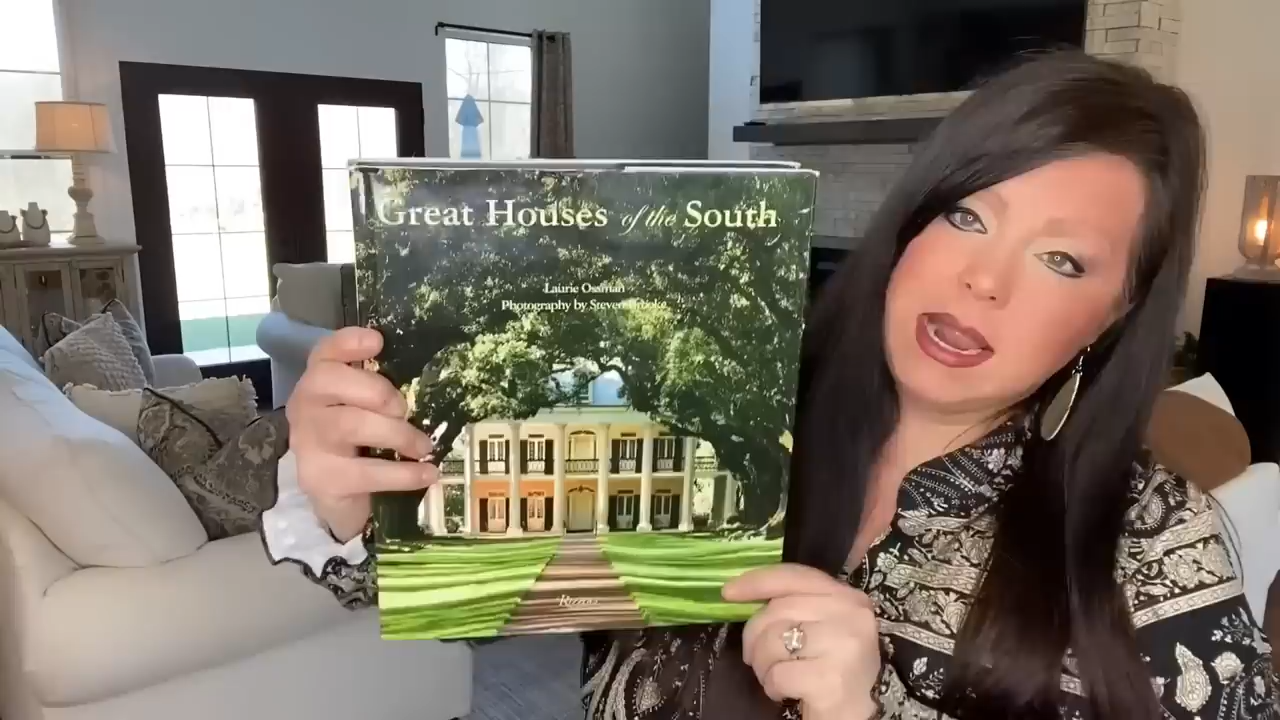 Great Houses of the South
Laurie Ossman
Photography by Steven Brooke
Rizzoli